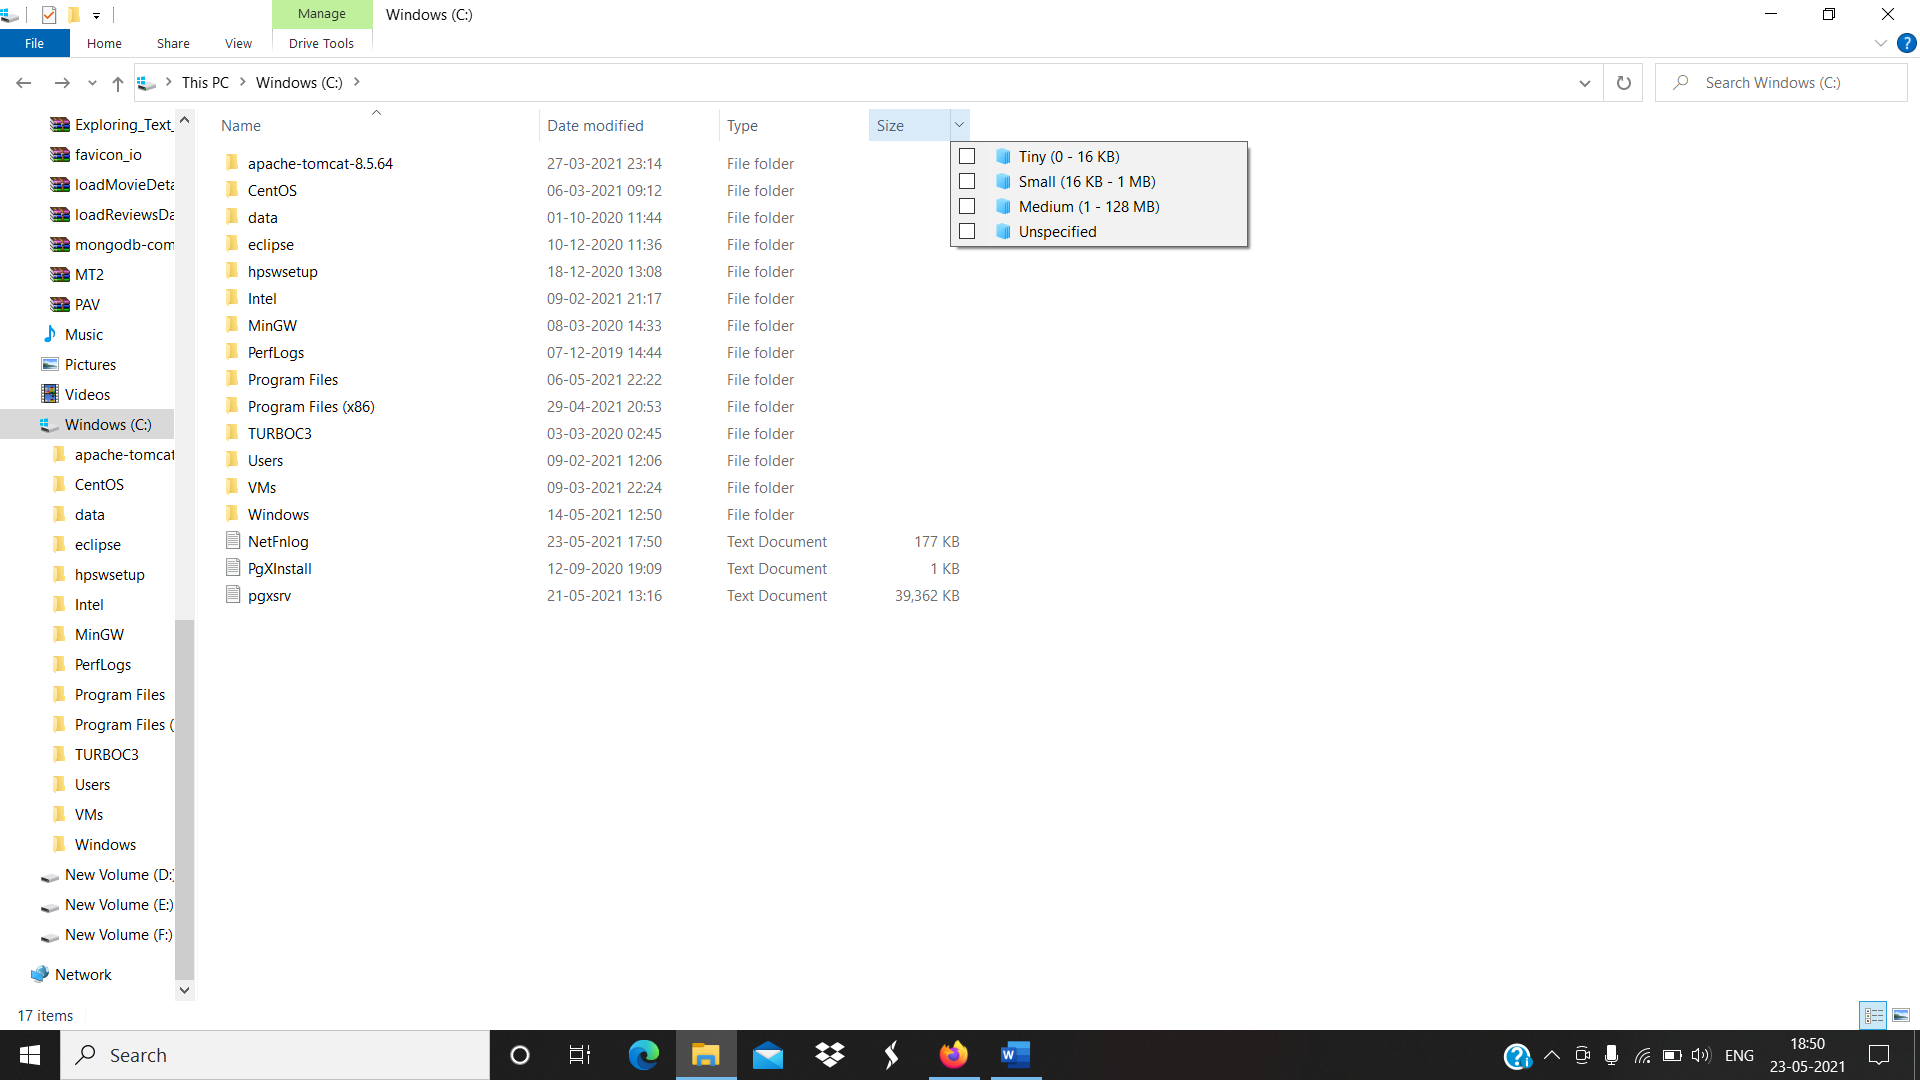 Manage
Windows (C:)
File
Home
Share
View
Drive Tools
This PC
Windows (C:)
Search Windows (C:)
Exploring_Text_
favicon_io
loadMovieDeta
loadReviewsDa
mongodb-com
MT2
PAV
Music
Pictures
Videos
Windows (C:)
apache-tomcat
CentOS
data
eclipse
hpswsetup
Intel
MinGW
PerfLogs
Program Files
Program Files (
TURBOC3
Users
VMs
Windows
New Volume (D:)
New Volume (E:)
New Volume (F:)
Network
Name Date modified Type Size
apache-tomcat-8.5.64 27-03-2021 23:14 File folder
CentOS 06-03-2021 09:12 File folder
data 01-10-2020 11:44 File folder
eclipse 10-12-2020 11:36 File folder
hpswsetup 18-12-2020 13:08 File folder
Intel 09-02-2021 21:17 File folder
MinGW 08-03-2020 14:33 File folder
PerfLogs 07-12-2019 14:44 File folder
Program Files 06-05-2021 22:22 File folder
Program Files (x86) 29-04-2021 20:53 File folder
TURBOC3 03-03-2020 02:45 File folder
Users 09-02-2021 12:06 File folder
VMs 09-03-2021 22:24 File folder
Windows 14-05-2021 12:50 File folder
NetFnlog 23-05-2021 17:50 Text Document 177 KB
PgXInstall 12-09-2020 19:09 Text Document 1 KB
pgxsrv 21-05-2021 13:16 Text Document 39,362 KB
Tiny (0 - 16 KB)
Small (16 KB - 1 MB)
Medium (1 - 128 MB)
Unspecified
17 items
Search
ENG
18:50
23-05-2021